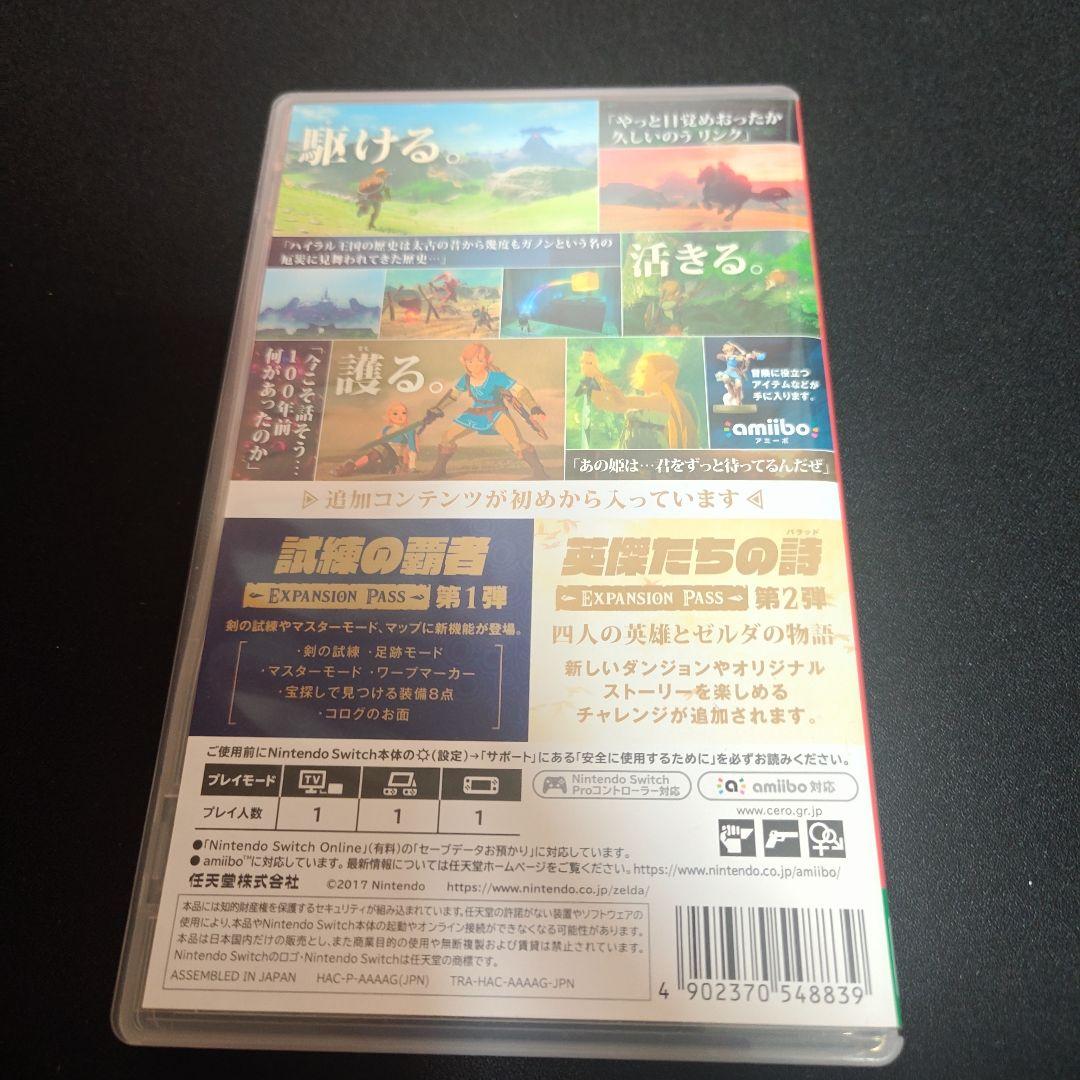 駆ける。
「やっと目覚めおったか
久しいのう リンク」
「ハイラル王国の歴史は太古の昔から幾度もガノンという名の
厄災に見舞われてきた歴史…」
活きる。
「今こそ話そう…
100年前
何があったのか」
まも
護る。
冒険に役立つ
アイテムなどが
手に入ります。
amiibo
アミーボ
「あの姫は…君をずっと待ってるんだぜ」
追加コンテンツが初めから入っています
試練の覇者
EXPANSION PASS 第1弾
剣の試練やマスターモード、マップに新機能が登場。
・剣の試練 ・足跡モード
・マスターモード ・ワープマーカー
・宝探しで見つける装備8点
・コログのお面
バラッド
英傑たちの詩
EXPANSION PASS 第2弾
四人の英雄とゼルダの物語
新しいダンジョンやオリジナル
ストーリーを楽しめる
チャレンジが追加されます。
ご使用前にNintendo Switch本体の(設定)→「サポート」にある「安全に使用するために」を必ずお読みください。
プレイモード TV
プレイ人数 1 1 1
Nintendo Switch
Proコントローラー対応
amiibo 対応
www.cero.gr.jp
●「Nintendo Switch Online」(有料)の「セーブデータお預かり」に対応しています。
● amiibo™に対応しています。最新情報については任天堂ホームページをご覧ください。https://www.nintendo.co.jp/amiibo/
任天堂株式会社 ©2017 Nintendo https://www.nintendo.co.jp/zelda/
本品には知的財産権を保護するセキュリティが組み込まれています。任天堂の許諾がない装置やソフトウェアの
使用により、本品やNintendo Switch本体の起動やオンライン接続ができなくなる可能性があります。
本品は日本国内だけの販売とし、また商業目的の使用や無断複製および賃貸は禁止されています。
Nintendo Switchのロゴ・Nintendo Switchは任天堂の商標です。
ASSEMBLED IN JAPAN HAC-P-AAAAG(JPN) TRA-HAC-AAAAG-JPN
4 902370 548839